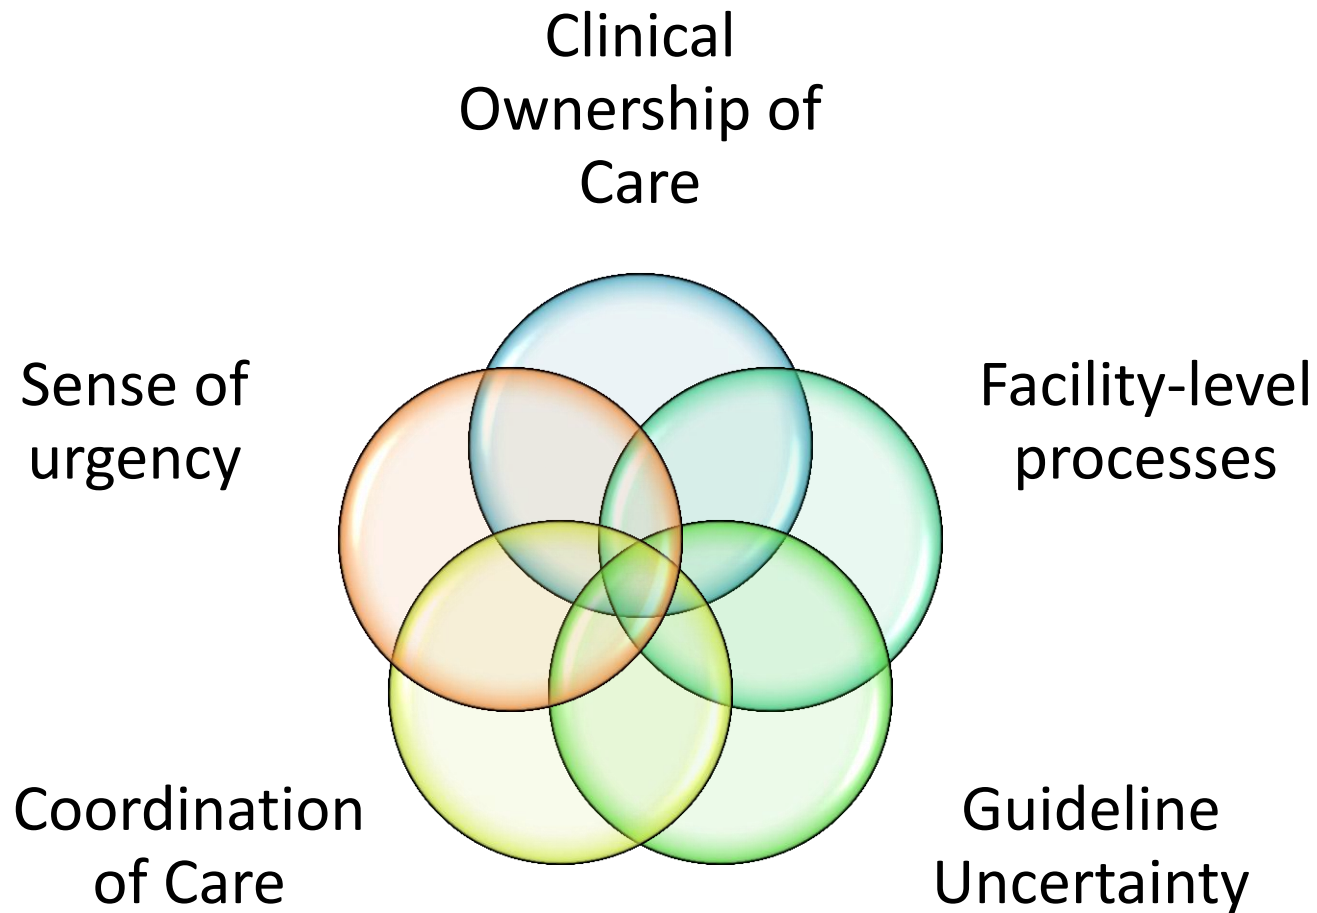 Clinical
Ownership of
Care
Sense of
urgency
Facility-level
processes
Coordination
of Care
Guideline
Uncertainty